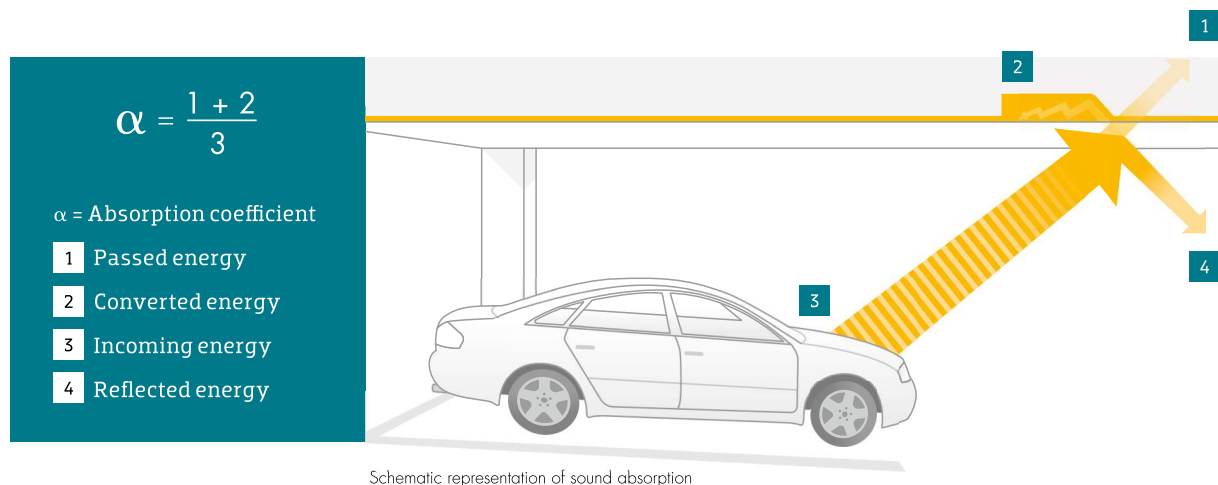 α = 1 + 2 / 3
α = Absorption coefficient
1 Passed energy
2 Converted energy
3 Incoming energy
4 Reflected energy
1
2
3
4
Schematic representation of sound absorption